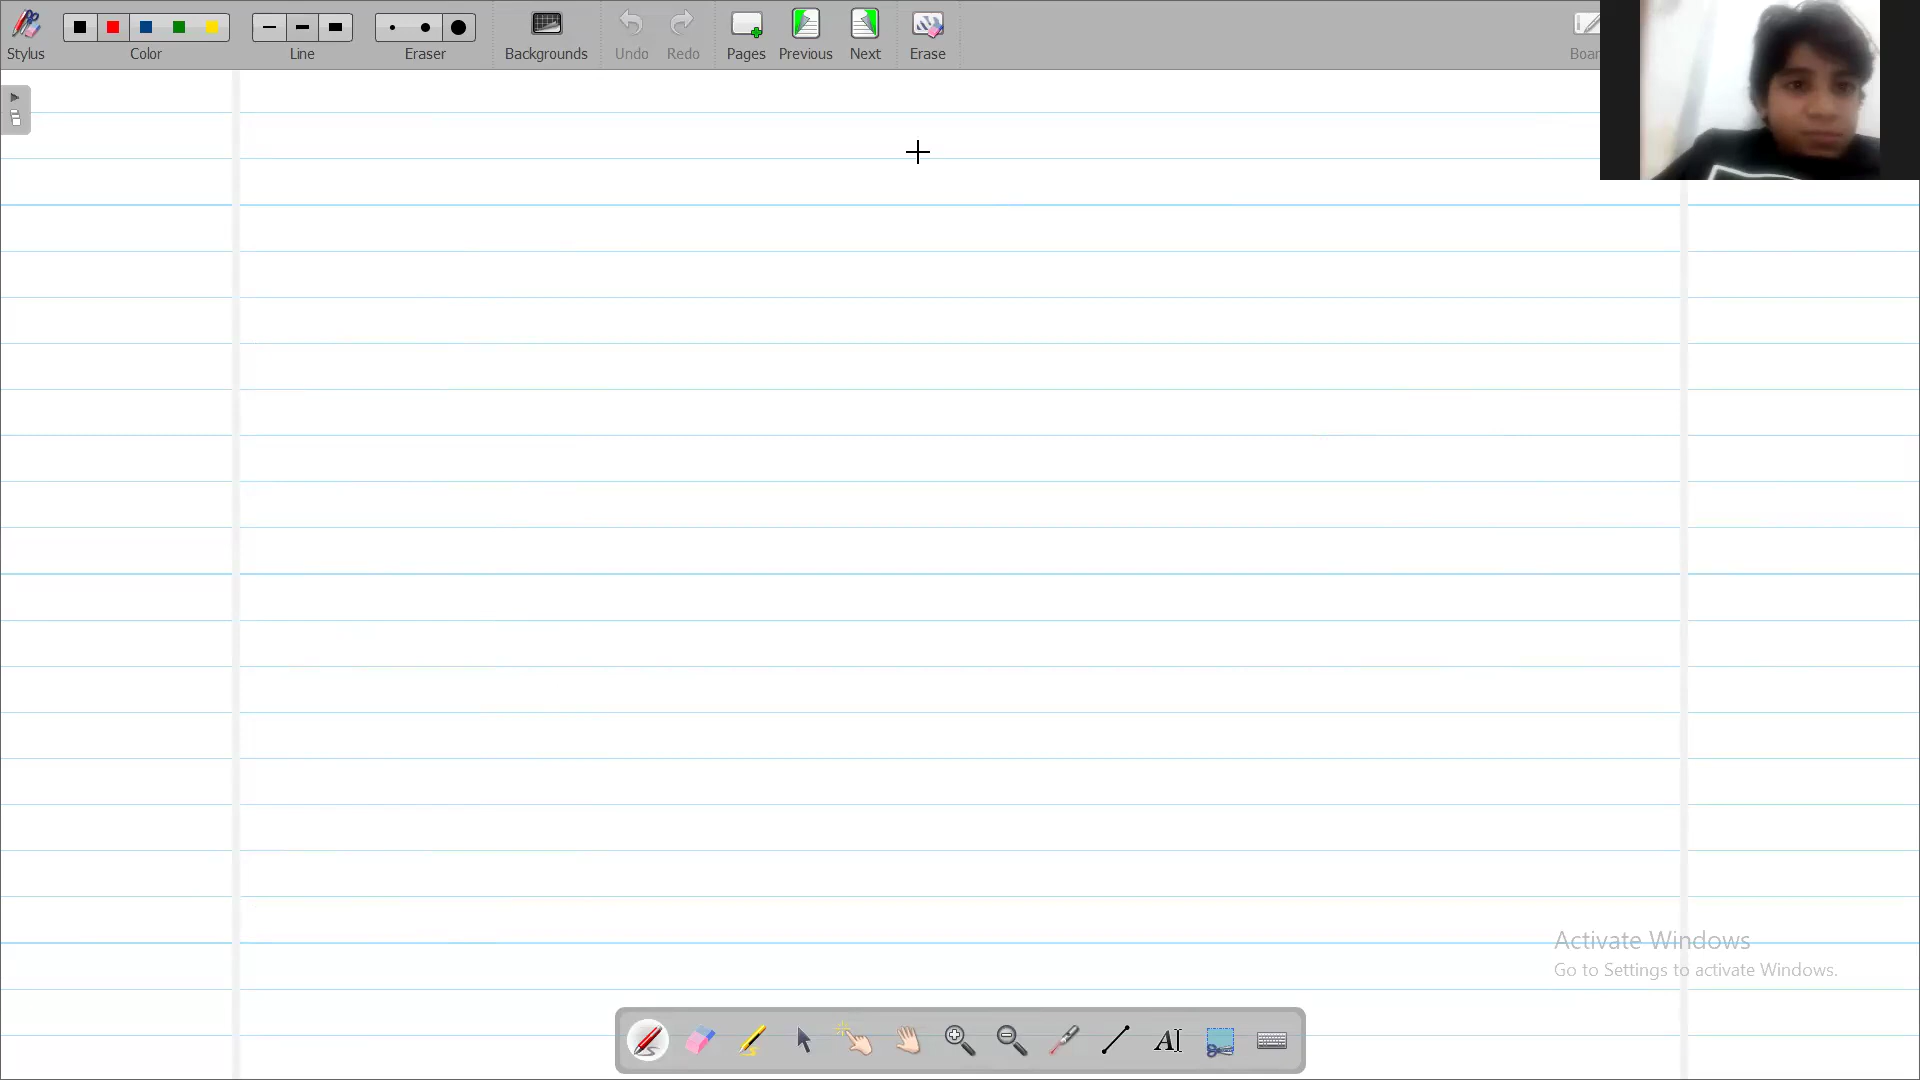 Stylus Color Line Eraser Backgrounds Undo Redo Pages Previous Next Erase
Activate Windows
Go to Settings to activate Windows.